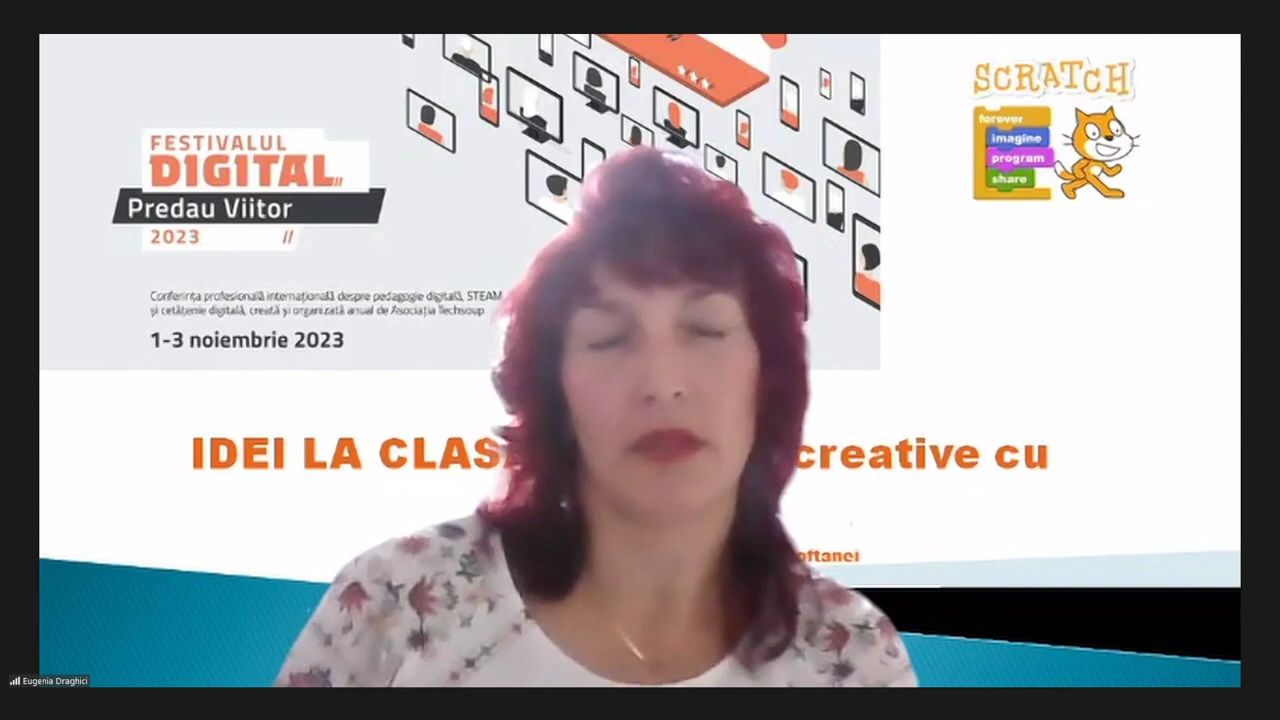 FESTIVALUL
DIGITAL
Predau Viitor
2023 //
Conferința profesională internațională despre pedagogie digitală, STEAM
și cetățenie digitală, creată și organizată anual de Asociația Techsoup
1-3 noiembrie 2023
SCRATCH
forever
imagine
program
share
IDEI LA CLAS creative cu
oftanei
Eugenia Draghici